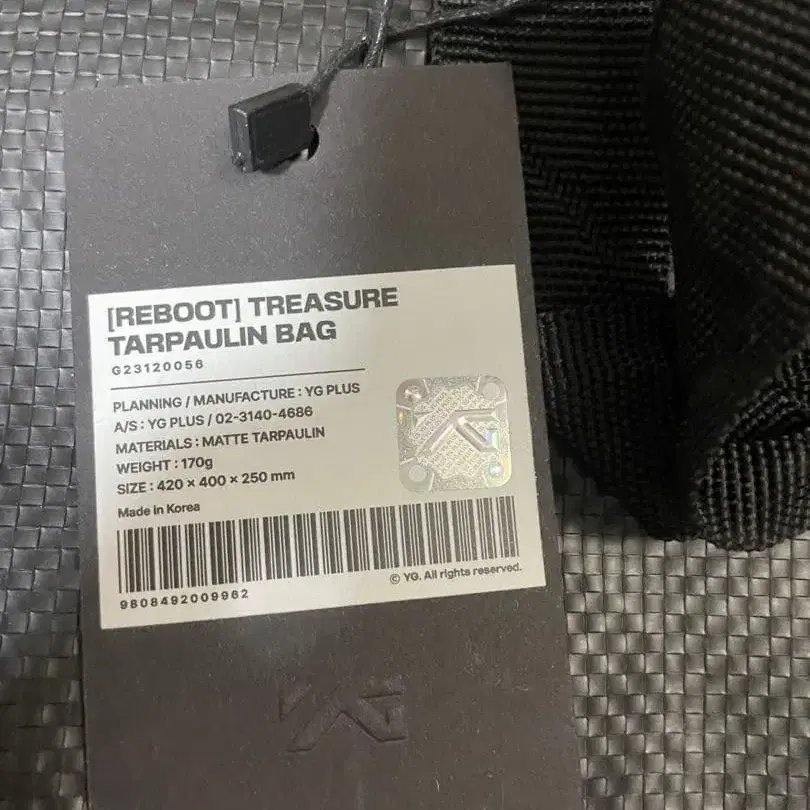 [REBOOT] TREASURE
TARPAULIN BAG
G23120056
PLANNING / MANUFACTURE : YG PLUS
A/S : YG PLUS / 02-3140-4686
MATERIALS : MATTE TARPAULIN
WEIGHT : 170g
SIZE : 420 × 400 × 250 mm
Made in Korea
9808492009962
© YG. All rights reserved.
YG